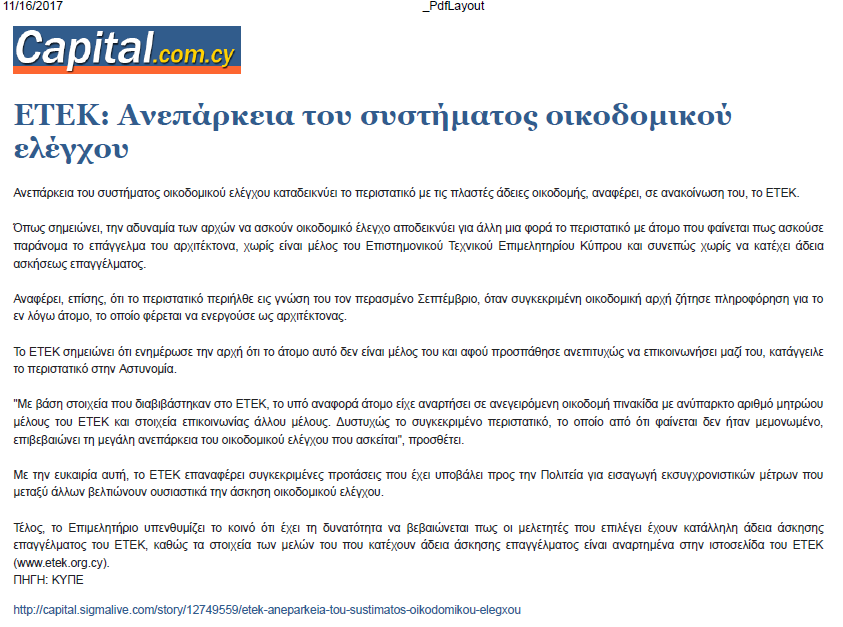 11/16/2017 _PdfLayout
Capital.com.cy
ΕΤΕΚ: Ανεπάρκεια του συστήματος οικοδομικού
ελέγχου
Ανεπάρκεια του συστήματος οικοδομικού ελέγχου καταδεικνύει το περιστατικό με τις πλαστές άδειες οικοδομής, αναφέρει, σε ανακοίνωση του, το ΕΤΕΚ.
Όπως σημειώνει, την αδυναμία των αρχών να ασκούν οικοδομικό έλεγχο αποδεικνύει για άλλη μια φορά το περιστατικό με άτομο που φαίνεται πως ασκούσε
παράνομα το επάγγελμα του αρχιτέκτονα, χωρίς είναι μέλος του Επιστημονικού Τεχνικού Επιμελητηρίου Κύπρου και συνεπώς χωρίς να κατέχει άδεια
ασκήσεως επαγγέλματος.
Αναφέρει, επίσης, ότι το περιστατικό περιήλθε εις γνώση του τον περασμένο Σεπτέμβριο, όταν συγκεκριμένη οικοδομική αρχή ζήτησε πληροφόρηση για το
εν λόγω άτομο, το οποίο φέρεται να ενεργούσε ως αρχιτέκτονας.
Το ΕΤΕΚ σημειώνει ότι ενημέρωσε την αρχή ότι το άτομο αυτό δεν είναι μέλος του και αφού προσπάθησε ανεπιτυχώς να επικοινωνήσει μαζί του, κατάγγειλε
το περιστατικό στην Αστυνομία.
"Με βάση στοιχεία που διαβιβάστηκαν στο ΕΤΕΚ, το υπό αναφορά άτομο είχε αναρτήσει σε ανεγειρόμενη οικοδομή πινακίδα με ανύπαρκτο αριθμό μητρώου
μέλους του ΕΤΕΚ και στοιχεία επικοινωνίας άλλου μέλους. Δυστυχώς το συγκεκριμένο περιστατικό, το οποίο από ότι φαίνεται δεν ήταν μεμονωμένο,
επιβεβαιώνει τη μεγάλη ανεπάρκεια του οικοδομικού ελέγχου που ασκείται", προσθέτει.
Με την ευκαιρία αυτή, το ΕΤΕΚ επαναφέρει συγκεκριμένες προτάσεις που έχει υποβάλει προς την Πολιτεία για εισαγωγή εκσυγχρονιστικών μέτρων που
μεταξύ άλλων βελτιώνουν ουσιαστικά την άσκηση οικοδομικού ελέγχου.
Τέλος, το Επιμελητήριο υπενθυμίζει το κοινό ότι έχει τη δυνατότητα να βεβαιώνεται πως οι μελετητές που επιλέγει έχουν κατάλληλη άδεια άσκησης
επαγγέλματος του ΕΤΕΚ, καθώς τα στοιχεία των μελών του που κατέχουν άδεια άσκησης επαγγέλματος είναι αναρτημένα στην ιστοσελίδα του ΕΤΕΚ
(www.etek.org.cy).
ΠΗΓΗ: ΚΥΠΕ
http://capital.sigmalive.com/story/12749559/etek-aneparkeia-tou-sustimatos-oikodomikou-elegxou